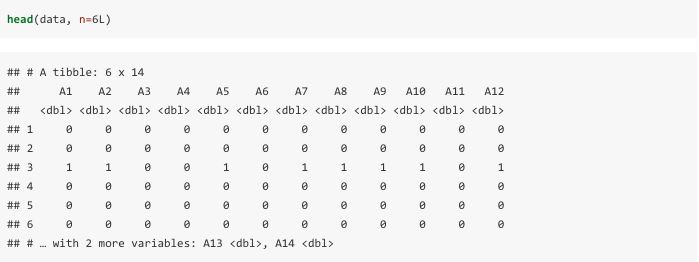 head(data, n=6L)
## # A tibble: 6 x 14
##      A1    A2    A3    A4    A5    A6    A7    A8    A9   A10   A11   A12
##   <dbl> <dbl> <dbl> <dbl> <dbl> <dbl> <dbl> <dbl> <dbl> <dbl> <dbl> <dbl>
## 1     0     0     0     0     0     0     0     0     0     0     0     0
## 2     0     0     0     0     0     0     0     0     0     0     0     0
## 3     1     1     0     0     1     0     1     1     1     1     0     1
## 4     0     0     0     0     0     0     0     0     0     0     0     0
## 5     0     0     0     0     0     0     0     0     0     0     0     0
## 6     0     0     0     0     0     0     0     0     0     0     0     0
## # … with 2 more variables: A13 <dbl>, A14 <dbl>